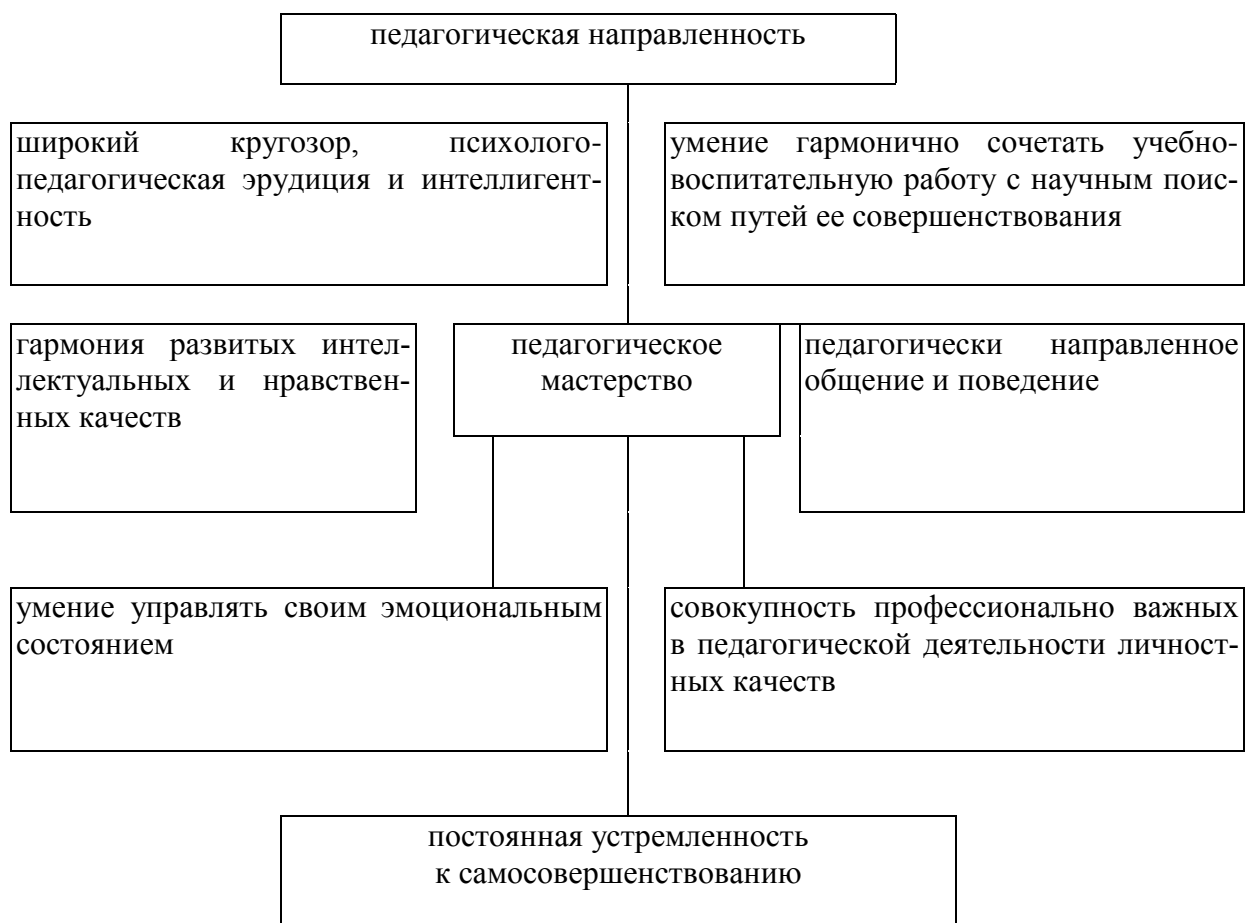 педагогическая направленность
широкий кругозор, психолого-
педагогическая эрудиция и интеллигент-
ность
умение гармонично сочетать учебно-
воспитательную работу с научным поис-
ком путей ее совершенствования
гармония развитых интел-
лектуальных и нравствен-
ных качеств
педагогическое
мастерство
педагогически направленное
общение и поведение
умение управлять своим эмоциональным
состоянием
совокупность профессионально важных
в педагогической деятельности личност-
ных качеств
постоянная устремленность
к самосовершенствованию